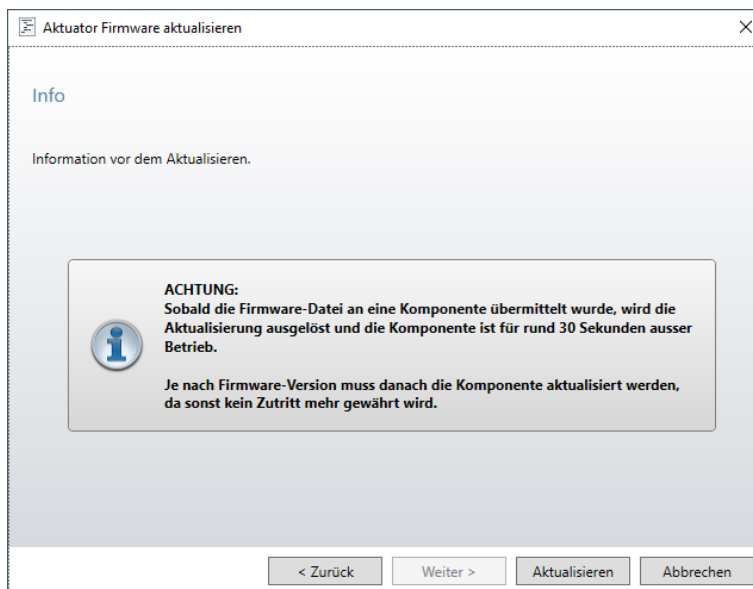 Aktuator Firmware aktualisieren
Info
Information vor dem Aktualisieren.
ACHTUNG:
Sobald die Firmware-Datei an eine Komponente übermittelt wurde, wird die
Aktualisierung ausgelöst und die Komponente ist für rund 30 Sekunden ausser
Betrieb.
Je nach Firmware-Version muss danach die Komponente aktualisiert werden,
da sonst kein Zutritt mehr gewährt wird.
< Zurück Weiter > Aktualisieren Abbrechen